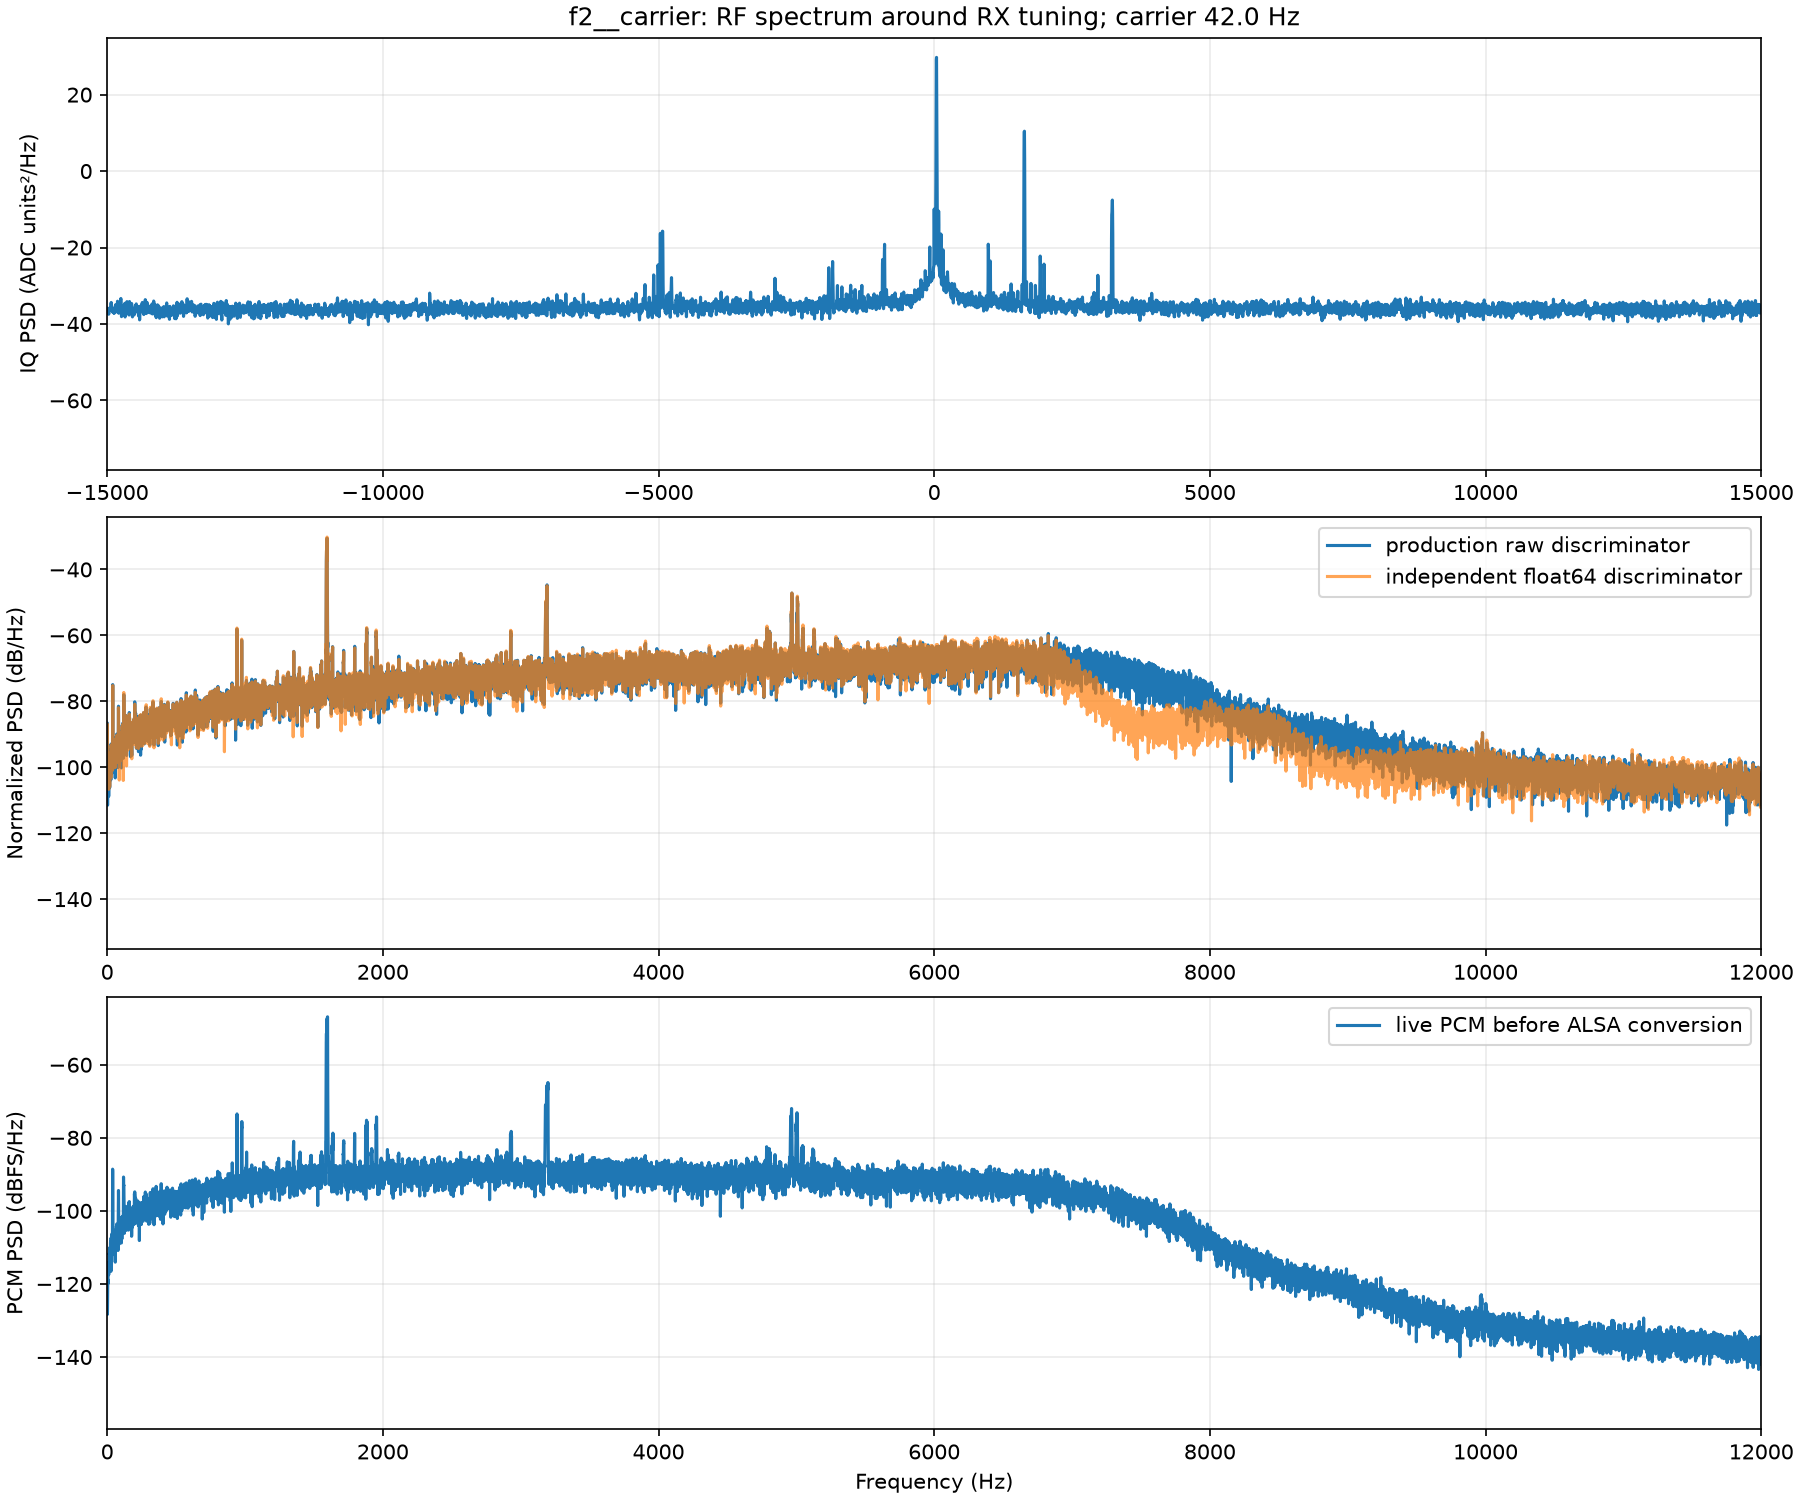 f2__carrier: RF spectrum around RX tuning; carrier 42.0 Hz
IQ PSD (ADC units²/Hz)
20
0
−20
−40
−60
−15000 −10000 −5000 0 5000 10000 15000
Normalized PSD (dB/Hz)
production raw discriminator
independent float64 discriminator
−40
−60
−80
−100
−120
−140
0 2000 4000 6000 8000 10000 12000
PCM PSD (dBFS/Hz)
live PCM before ALSA conversion
−60
−80
−100
−120
−140
0 2000 4000 6000 8000 10000 12000
Frequency (Hz)